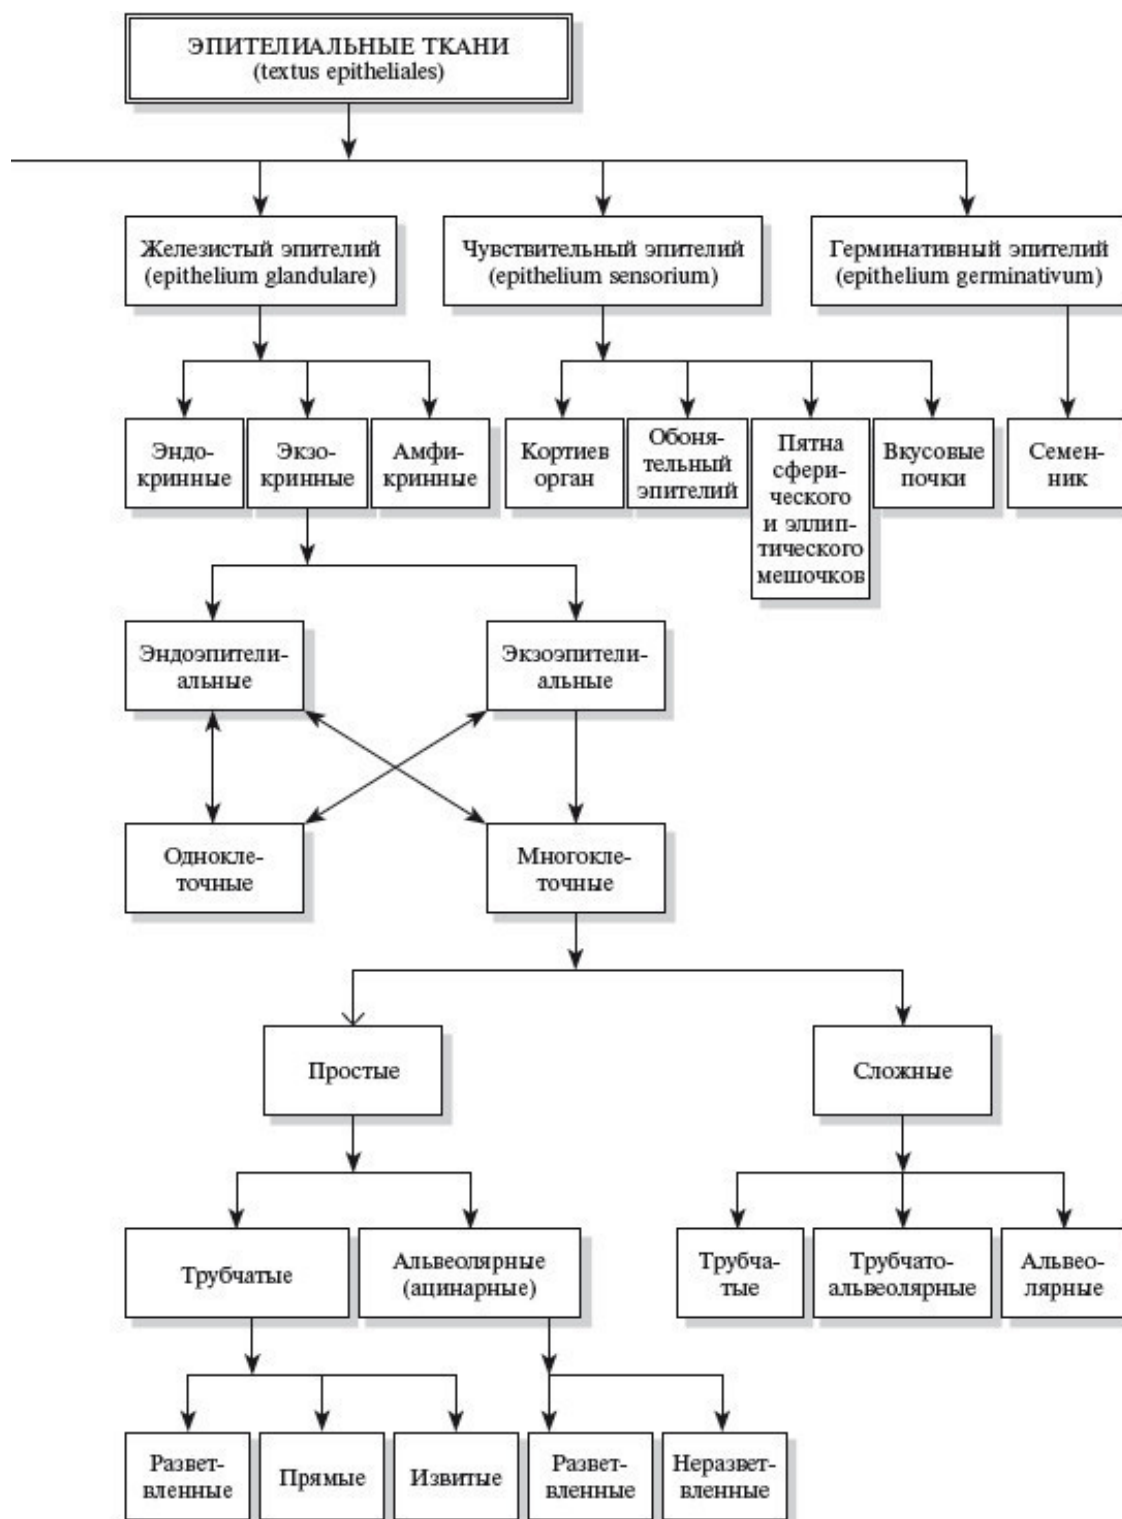 ЭПИТЕЛИАЛЬНЫЕ ТКАНИ
(textus epitheliales)
Железистый эпителий
(epithelium glandulare)
Чувствительный эпителий
(epithelium sensorium)
Герминативный эпителий
(epithelium germinativum)
Эндо-
кринные
Экзо-
кринные
Амфи-
кринные
Кортиев
орган
Обоня-
тельный
эпителий
Пятна
сфери-
ческого
и эллип-
тического
мешочков
Вкусовые
почки
Семен-
ник
Эндоэпители-
альные
Экзоэпители-
альные
Одноклe-
точные
Многокле-
точные
Простые
Сложные
Трубчатые
Альвеолярные
(ацинарные)
Трубча-
тые
Трубчато-
альвеолярные
Альвео-
лярные
Развет-
вленные
Прямые
Извитые
Развет-
вленные
Неразвет-
вленные